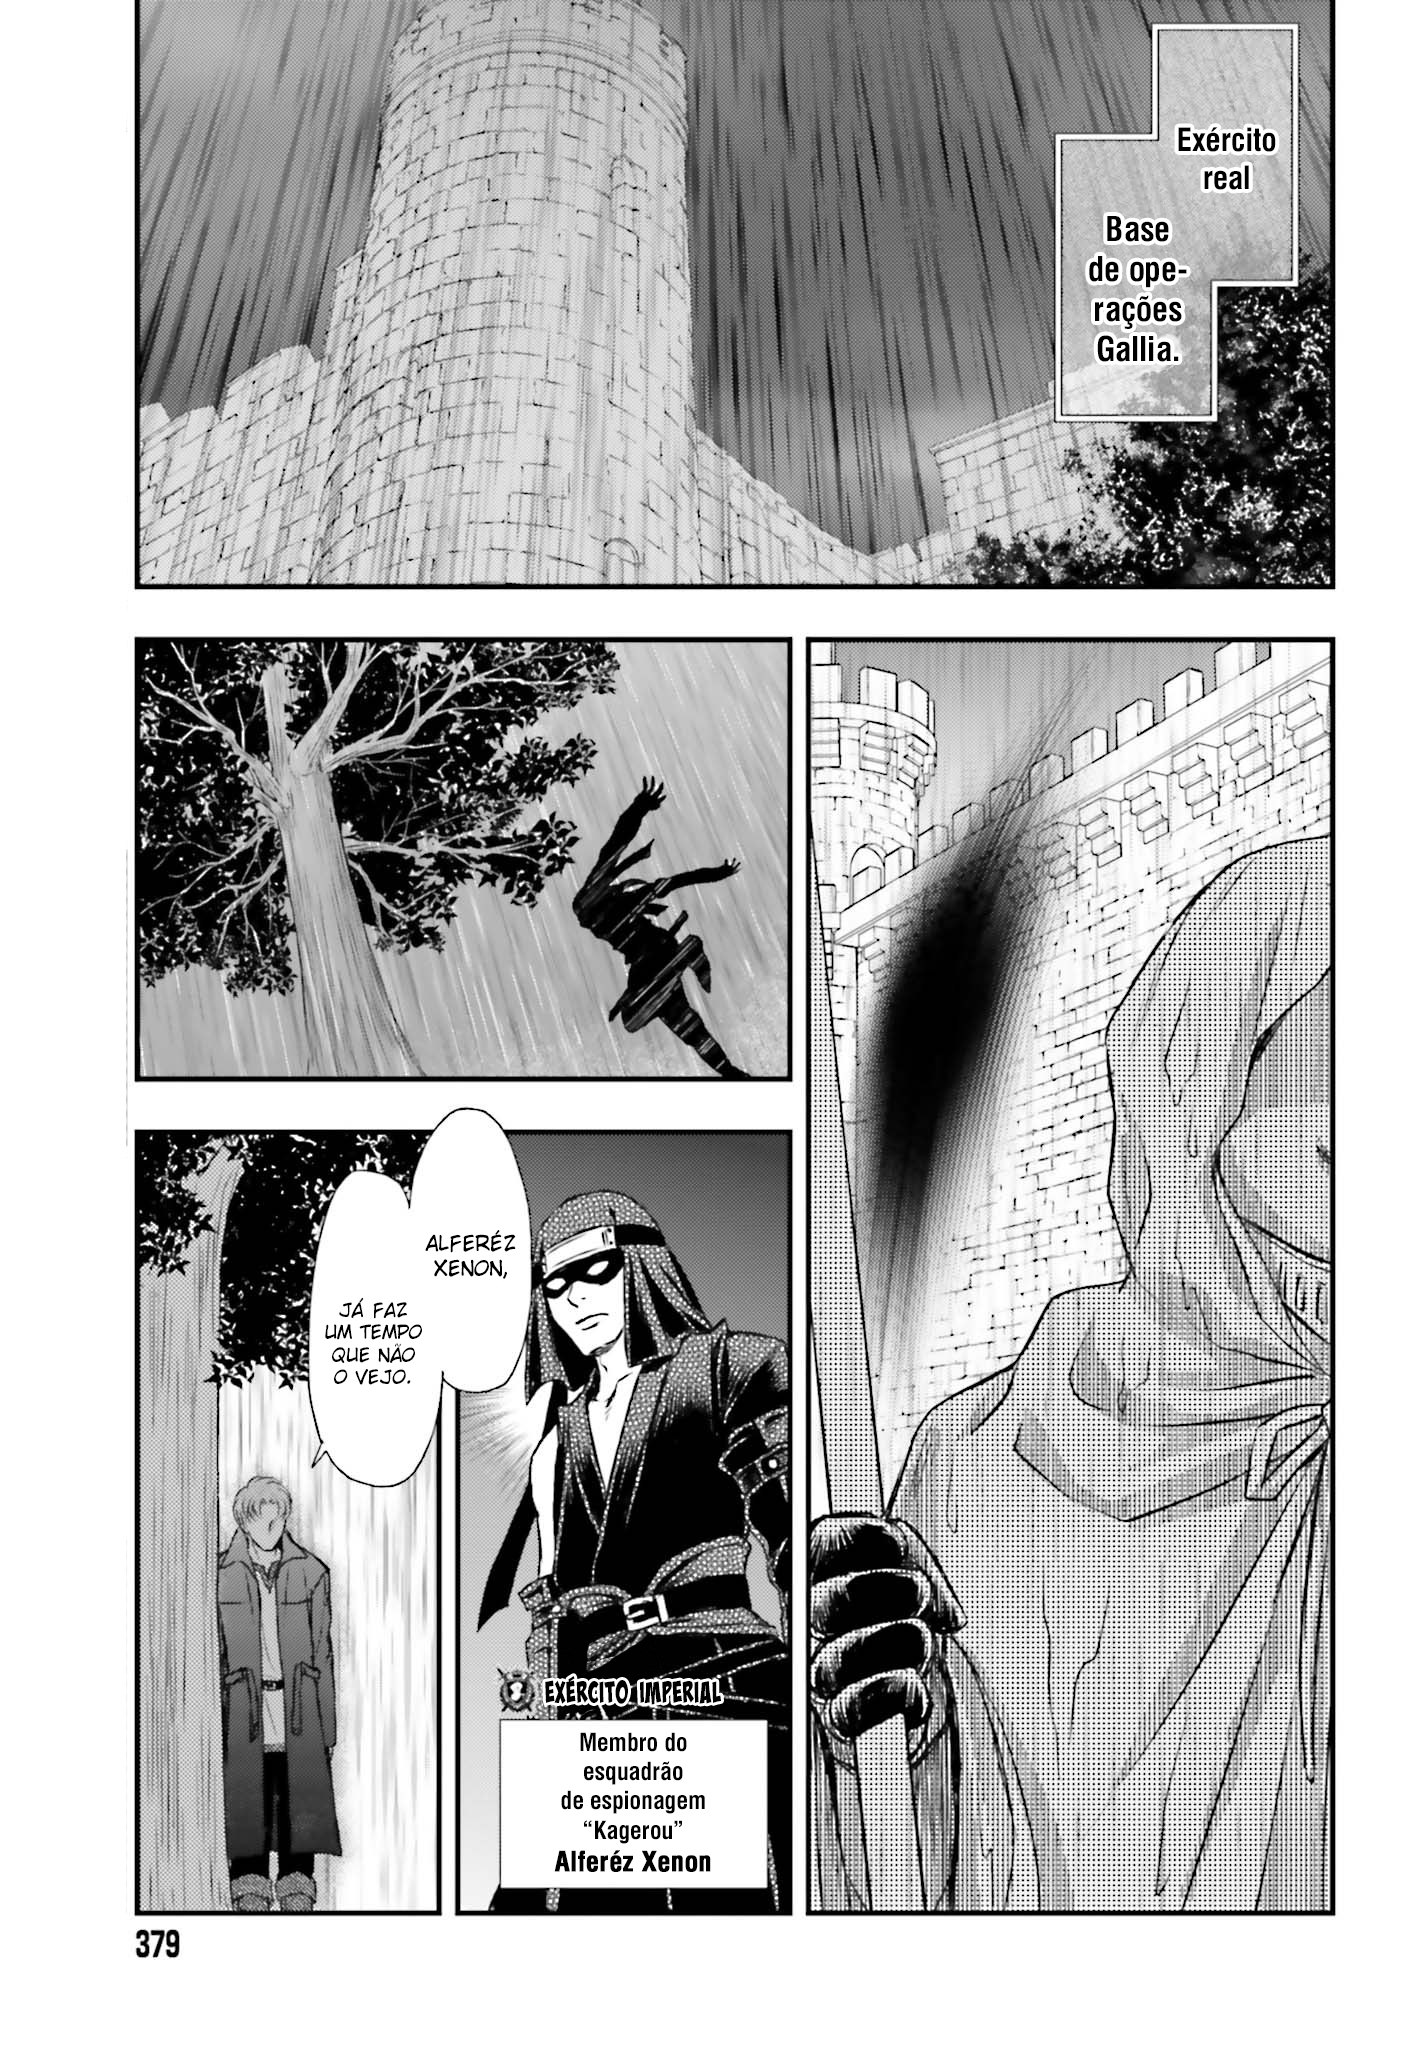 Exército
real
Base
de ope-
rações
Gallia.
ALFERÉZ
XENON,
JÁ FAZ
UM TEMPO
QUE NÃO
O VEJO.
EXÉRCITO IMPERIAL
Membro do
esquadrão
de espionagem
“Kagerou”
Alferéz Xenon
379